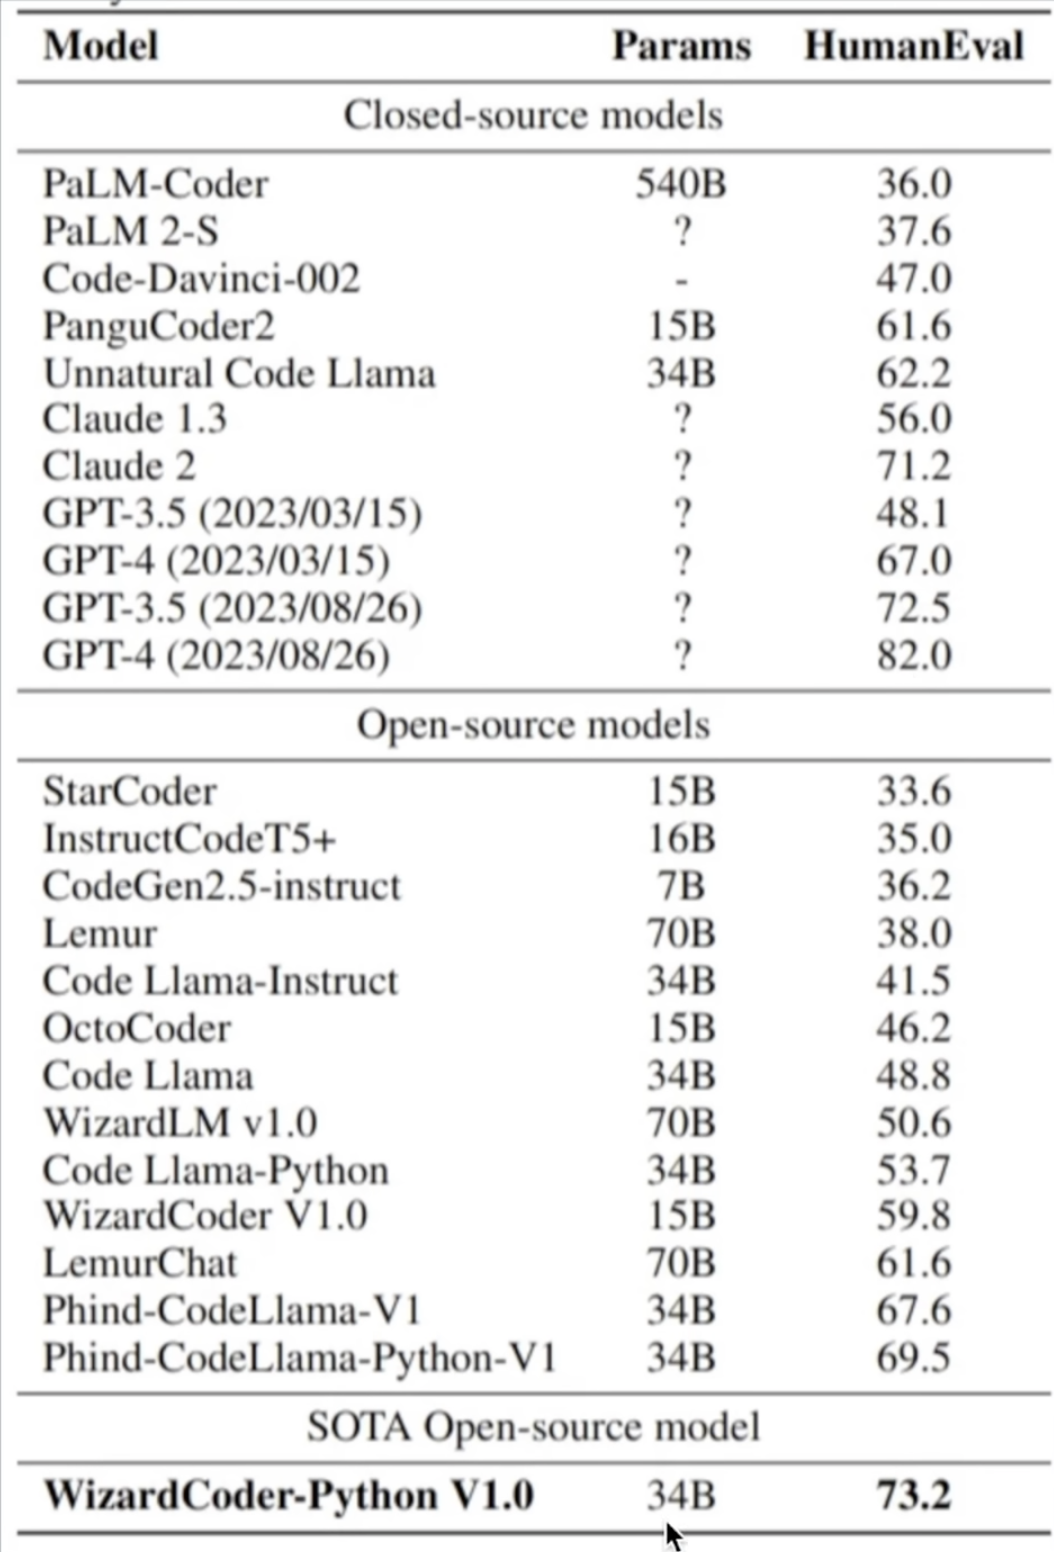 Model Params HumanEval
Closed-source models
PaLM-Coder 540B 36.0
PaLM 2-S ? 37.6
Code-Davinci-002 - 47.0
PanguCoder2 15B 61.6
Unnatural Code Llama 34B 62.2
Claude 1.3 ? 56.0
Claude 2 ? 71.2
GPT-3.5 (2023/03/15) ? 48.1
GPT-4 (2023/03/15) ? 67.0
GPT-3.5 (2023/08/26) ? 72.5
GPT-4 (2023/08/26) ? 82.0
Open-source models
StarCoder 15B 33.6
InstructCodeT5+ 16B 35.0
CodeGen2.5-instruct 7B 36.2
Lemur 70B 38.0
Code Llama-Instruct 34B 41.5
OctoCoder 15B 46.2
Code Llama 34B 48.8
WizardLM v1.0 70B 50.6
Code Llama-Python 34B 53.7
WizardCoder V1.0 15B 59.8
LemurChat 70B 61.6
Phind-CodeLlama-V1 34B 67.6
Phind-CodeLlama-Python-V1 34B 69.5
SOTA Open-source model
WizardCoder-Python V1.0 34B 73.2